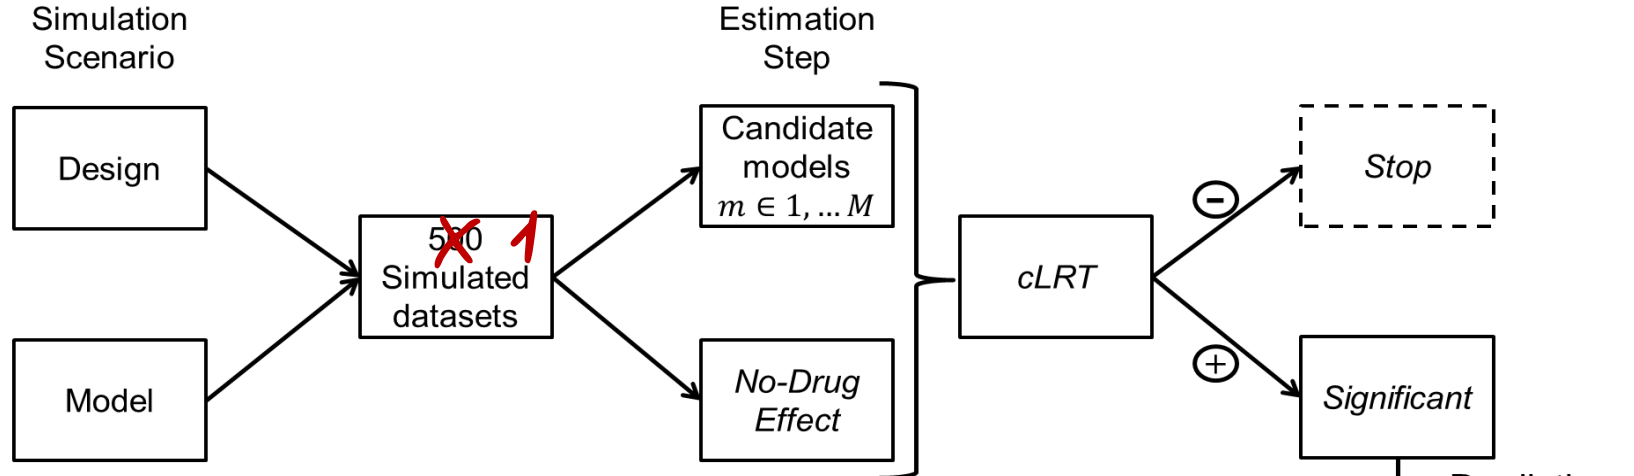 Simulation
Scenario
Estimation
Step
Design
Model
500 1
Simulated
datasets
Candidate
models
m ∈ 1, … M
No-Drug
Effect
cLRT
-
+
Stop
Significant